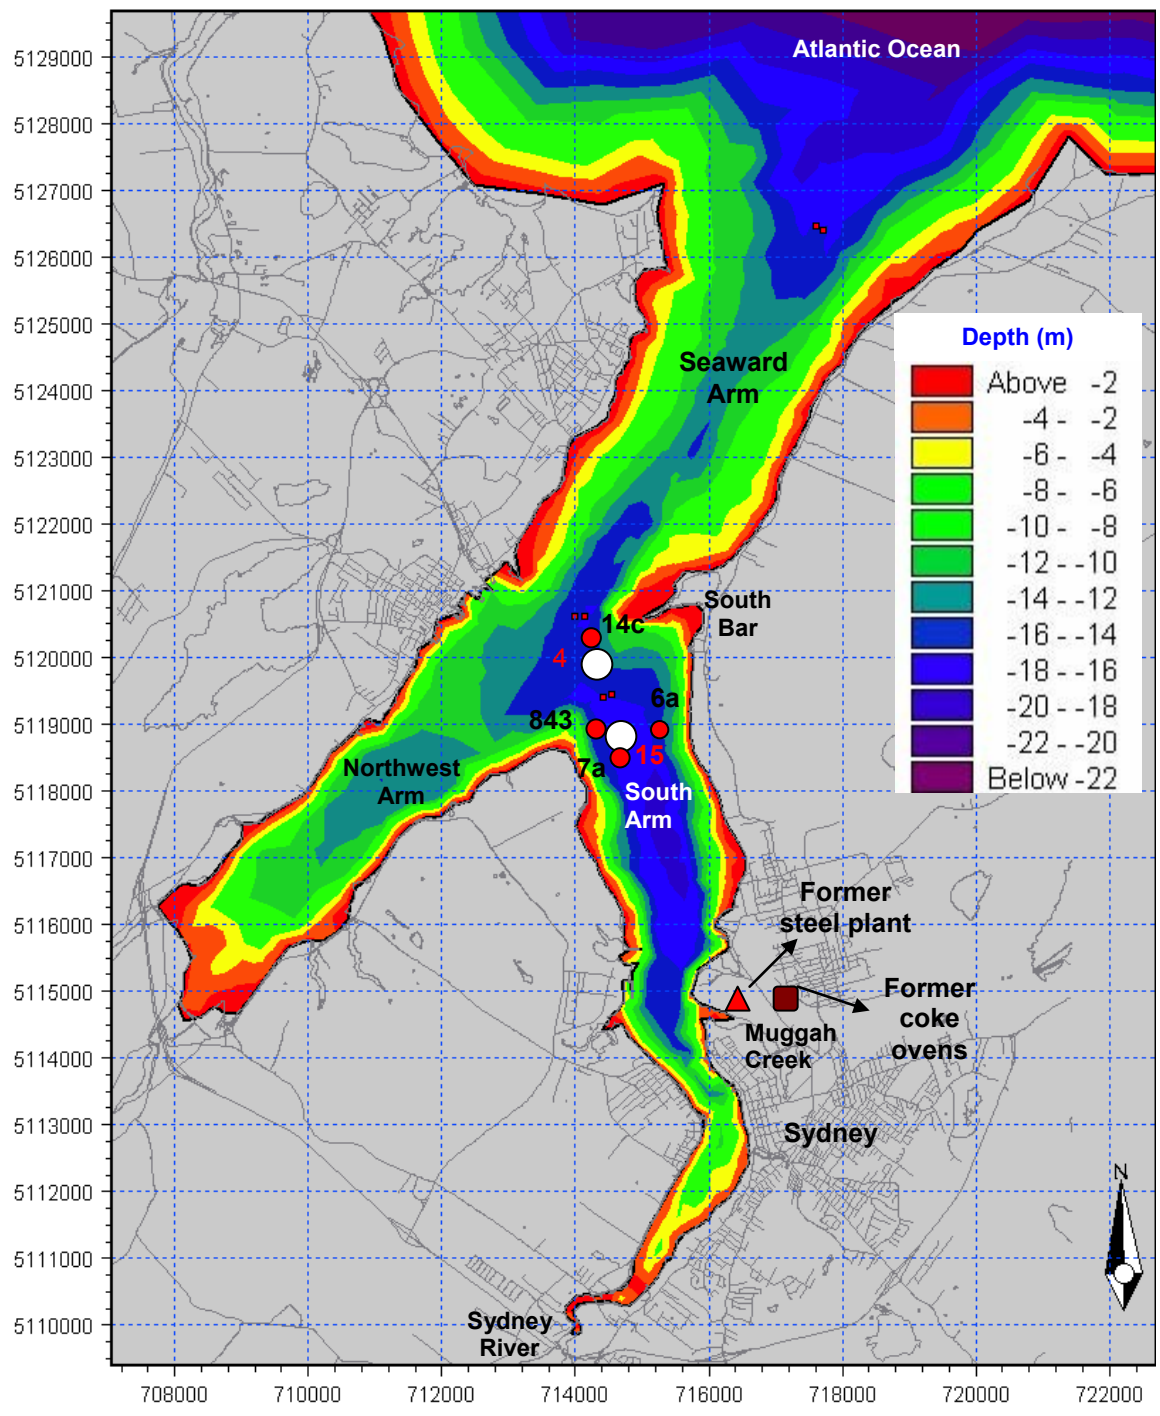 Atlantic Ocean
5129000
5128000
5127000
5126000
5125000
5124000
5123000
5122000
5121000
5120000
5119000
5118000
5117000
5116000
5115000
5114000
5113000
5112000
5111000
5110000
Depth (m)
Above -2
-4 - -2
-6 - -4
-8 - -6
-10 - -8
-12 - -10
-14 - -12
-16 - -14
-18 - -16
-20 - -18
-22 - -20
Below -22
Seaward
Arm
South
Bar
14c
4
6a
843
15
7a
Northwest
Arm
South
Arm
Former
steel plant
7
Former
coke
ovens
Muggah
Creek
Sydney
N
Sydney
River
708000 710000 712000 714000 716000 718000 720000 722000